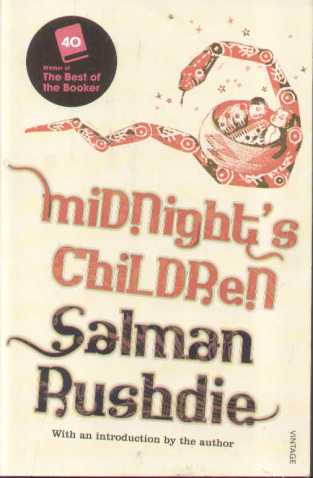 40
Winner of
The Best of
the Booker
miDnight's
ChiLDReN
Salman
Rushdie
With an introduction by the author
VINTAGE